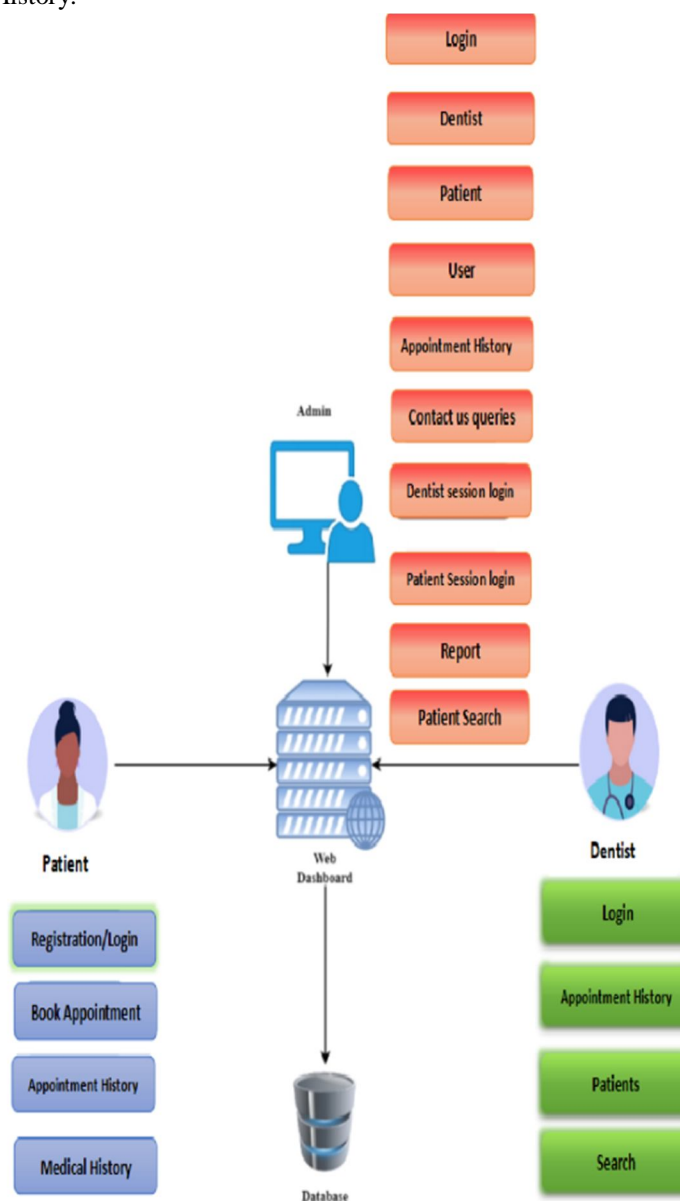 History.
Login
Dentist
Patient
User
Appointment History
Contact us queries
Dentist session login
Patient Session login
Report
Patient Search
Admin
Web
Dashboard
Patient
Registration/Login
Book Appointment
Appointment History
Medical History
Dentist
Login
Appointment History
Patients
Search
Database